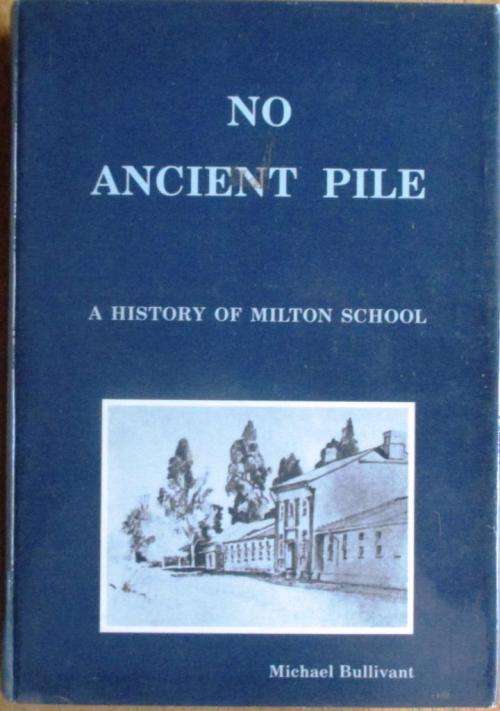 NO
ANCIENT PILE
A HISTORY OF MILTON SCHOOL
Michael Bullivant